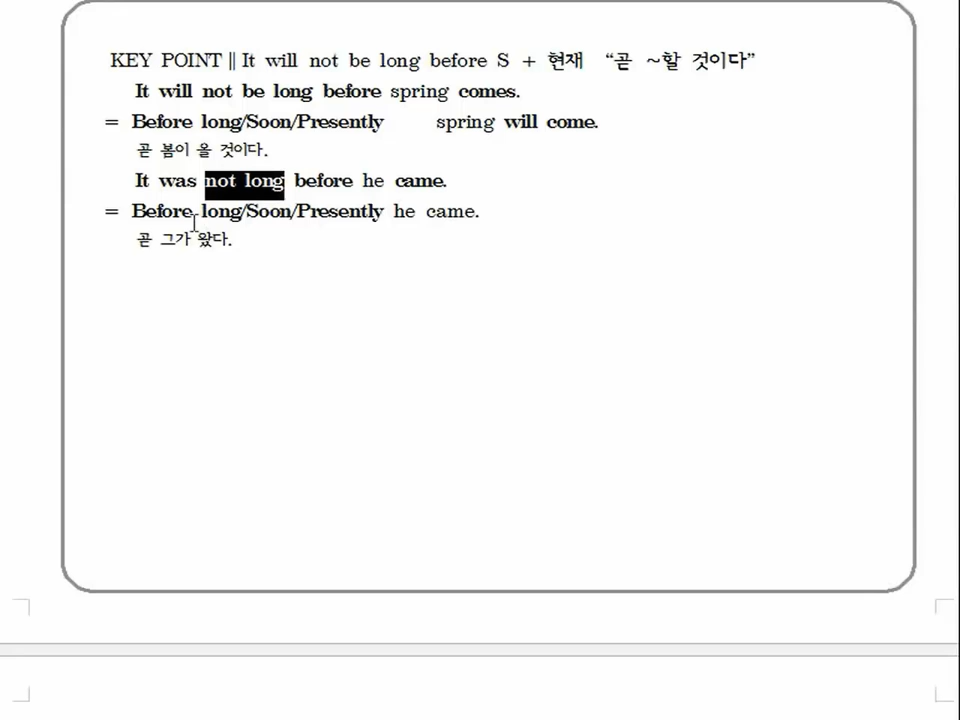 KEY POINT || It will not be long before S + 현재 “곧 ~할 것이다”
It will not be long before spring comes.
= Before long/Soon/Presently spring will come.
곧 봄이 올 것이다.
It was not long before he came.
= Before long/Soon/Presently he came.
곧 그가 왔다.